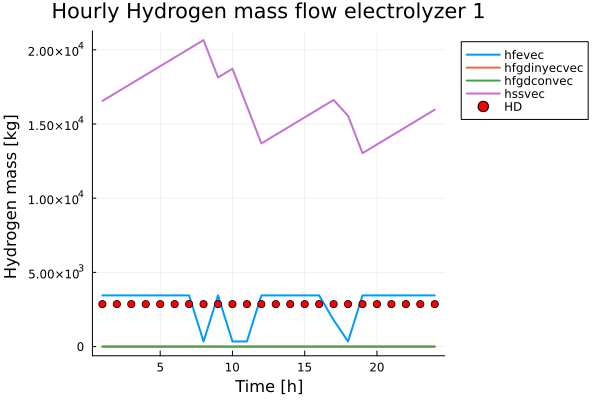 Hourly Hydrogen mass flow electrolyzer 1
Hydrogen mass [kg]
2.00×10⁴
1.50×10⁴
1.00×10⁴
5.00×10³
0
5
10
15
20
Time [h]
hfevec
hfgdinyecvec
hfgdconvec
hssvec
HD